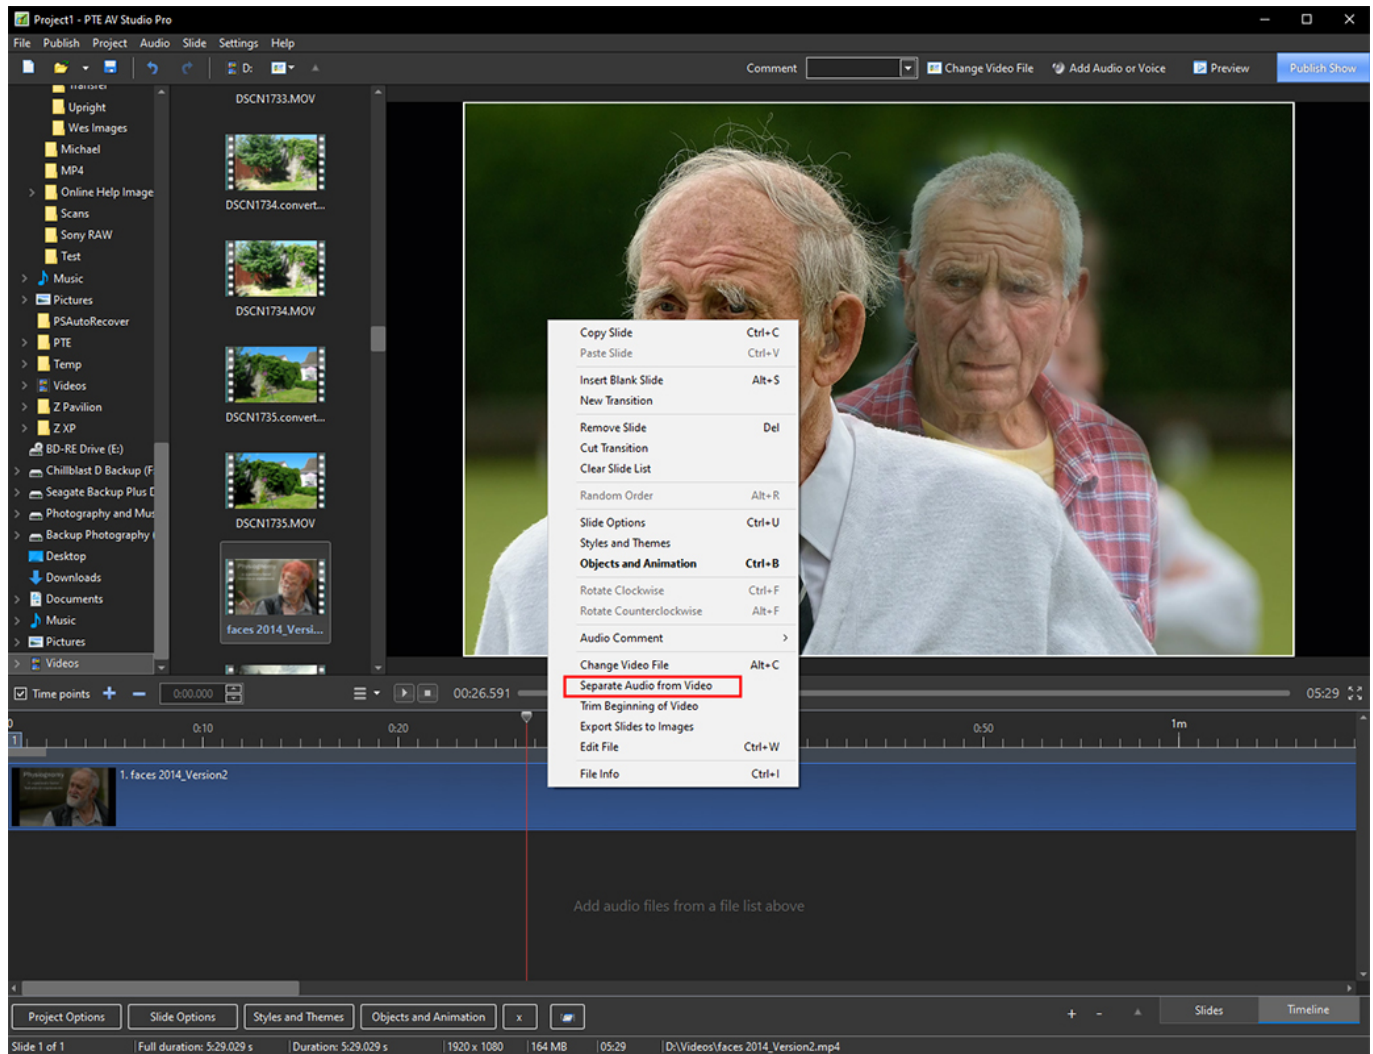 Project1 - PTE AV Studio Pro
File Publish Project Audio Slide Settings Help
D:
Comment
Change Video File
Add Audio or Voice
Preview
Publish Show
Transfer
Upright
Wes Images
Michael
MP4
Online Help Image
Scans
Sony RAW
Test
Music
Pictures
PSAutoRecover
PTE
Temp
Videos
Z Pavilion
Z XP
BD-RE Drive (E:)
Chillblast D Backup (F:
Seagate Backup Plus D
Photography and Mus
Backup Photography (
Desktop
Downloads
Documents
Music
Pictures
Videos
DSCN1733.MOV
DSCN1734.convert...
DSCN1734.MOV
DSCN1735.convert...
DSCN1735.MOV
faces 2014_Versi...
Copy Slide Ctrl+C
Paste Slide Ctrl+V
Insert Blank Slide Alt+S
New Transition
Remove Slide Del
Cut Transition
Clear Slide List
Random Order Alt+R
Slide Options Ctrl+U
Styles and Themes
Objects and Animation Ctrl+B
Rotate Clockwise Ctrl+F
Rotate Counterclockwise Alt+F
Audio Comment
Change Video File Alt+C
Separate Audio from Video
Trim Beginning of Video
Export Slides to Images
Edit File Ctrl+W
File Info Ctrl+I
Time points
0:00.000
00:26.591
05:29
0 0:10 0:20 0:50 1m
1
1. faces 2014_Version2
Add audio files from a file list above
Project Options
Slide Options
Styles and Themes
Objects and Animation
x
+ -
Slides
Timeline
Slide 1 of 1
Full duration: 5:29.029 s
Duration: 5:29.029 s
1920 x 1080
164 MB
05:29
D:\Videos\faces 2014_Version2.mp4